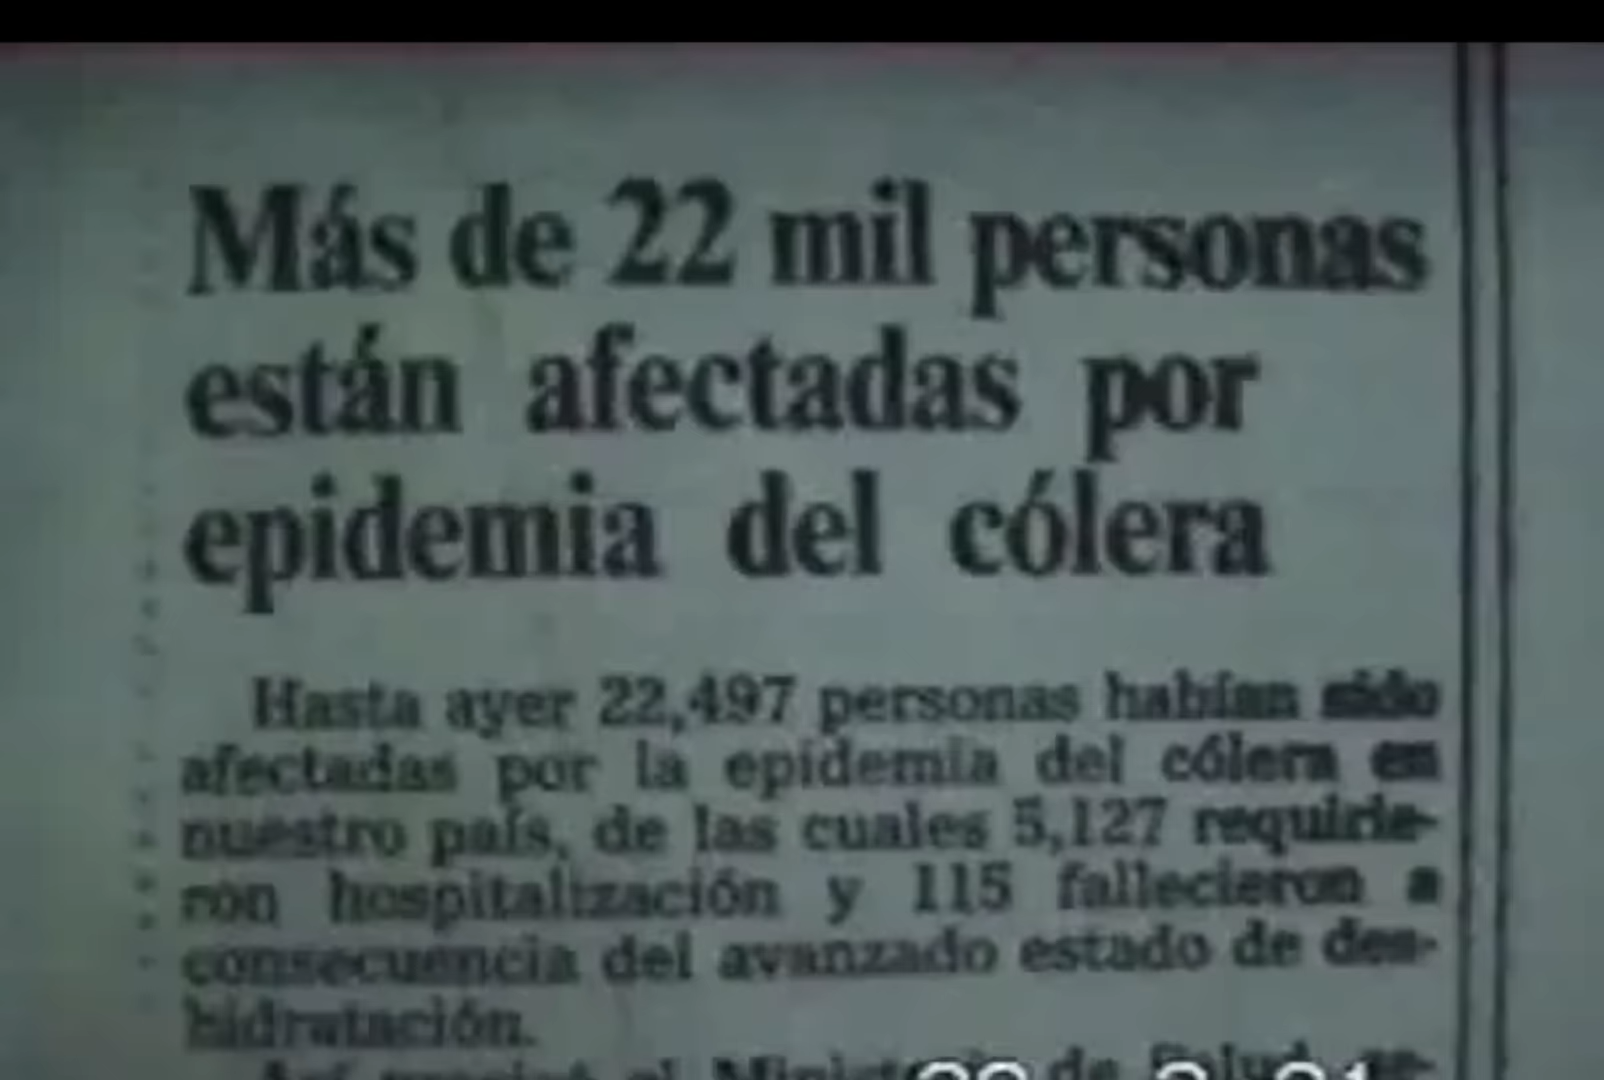 Más de 22 mil personas
están afectadas por
epidemia del cólera
Hasta ayer 22,497 personas habían sido
afectadas por la epidemia del cólera en
nuestro país, de las cuales 5,127 requirie-
ron hospitalización y 115 fallecieron a
consecuencia del avanzado estado de des-
hidratación.
de Salud